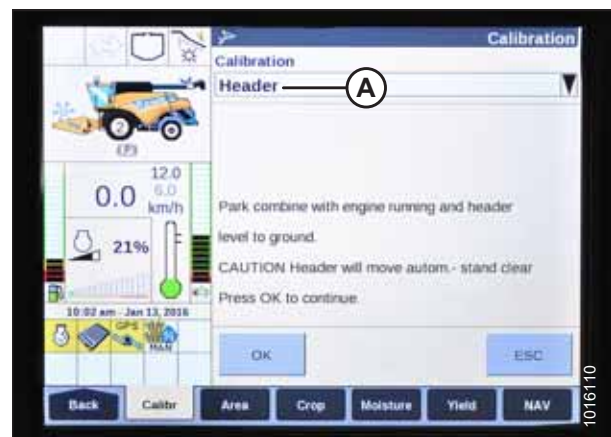 Calibration
Calibration
Header
A
2
(P)
12.0
6.0
0.0
km/h
21%
Park combine with engine running and header
level to ground.
CAUTION Header will move autom.- stand clear
Press OK to continue
10:02 am - Jan 13, 2016
GPS
MAN
OK
ESC
Back
Calibr
Area
Crop
Moisture
Yield
NAV
1016110